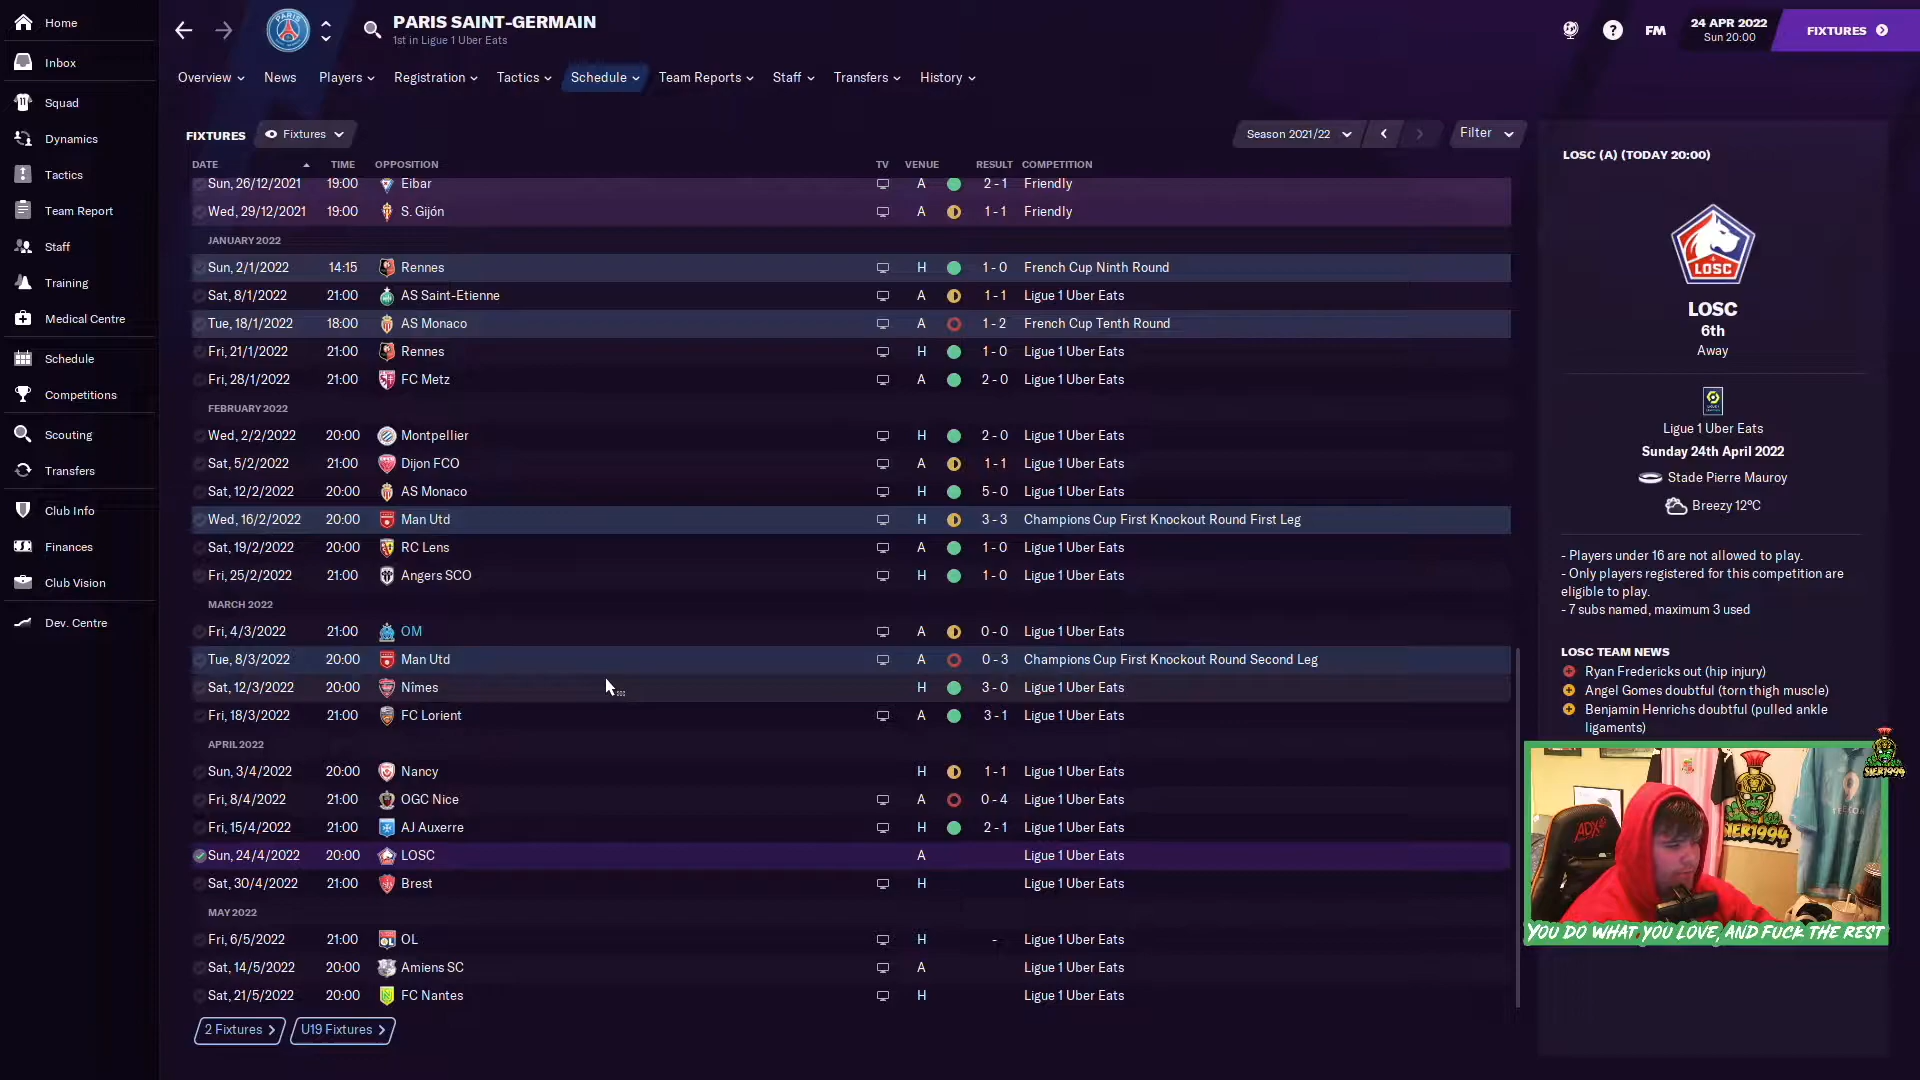 Home
Inbox
Squad
Dynamics
Tactics
Team Report
Staff
Training
Medical Centre
Schedule
Competitions
Scouting
Transfers
Club Info
Finances
Club Vision
Dev. Centre
PARIS
PARIS SAINT-GERMAIN
1st in Ligue 1 Uber Eats
FM
24 APR 2022
Sun 20:00
FIXTURES
Overview News Players Registration Tactics Schedule Team Reports Staff Transfers History
FIXTURES Fixtures Season 2021/22 Filter
DATE TIME OPPOSITION TV VENUE RESULT COMPETITION
Sun, 26/12/2021 19:00 Eibar A 2 - 1 Friendly
Wed, 29/12/2021 19:00 S. Gijón A 1 - 1 Friendly
JANUARY 2022
Sun, 2/1/2022 14:15 Rennes H 1 - 0 French Cup Ninth Round
Sat, 8/1/2022 21:00 AS Saint-Etienne A 1 - 1 Ligue 1 Uber Eats
Tue, 18/1/2022 18:00 AS Monaco A 1 - 2 French Cup Tenth Round
Fri, 21/1/2022 21:00 Rennes H 1 - 0 Ligue 1 Uber Eats
Fri, 28/1/2022 21:00 FC Metz A 2 - 0 Ligue 1 Uber Eats
FEBRUARY 2022
Wed, 2/2/2022 20:00 Montpellier H 2 - 0 Ligue 1 Uber Eats
Sat, 5/2/2022 21:00 Dijon FCO A 1 - 1 Ligue 1 Uber Eats
Sat, 12/2/2022 20:00 AS Monaco H 5 - 0 Ligue 1 Uber Eats
Wed, 16/2/2022 20:00 Man Utd H 3 - 3 Champions Cup First Knockout Round First Leg
Sat, 19/2/2022 20:00 RC Lens A 1 - 0 Ligue 1 Uber Eats
Fri, 25/2/2022 21:00 Angers SCO H 1 - 0 Ligue 1 Uber Eats
MARCH 2022
Fri, 4/3/2022 21:00 OM A 0 - 0 Ligue 1 Uber Eats
Tue, 8/3/2022 20:00 Man Utd A 0 - 3 Champions Cup First Knockout Round Second Leg
Sat, 12/3/2022 20:00 Nîmes H 3 - 0 Ligue 1 Uber Eats
Fri, 18/3/2022 21:00 FC Lorient A 3 - 1 Ligue 1 Uber Eats
APRIL 2022
Sun, 3/4/2022 20:00 Nancy H 1 - 1 Ligue 1 Uber Eats
Fri, 8/4/2022 21:00 OGC Nice A 0 - 4 Ligue 1 Uber Eats
Fri, 15/4/2022 21:00 AJ Auxerre H 2 - 1 Ligue 1 Uber Eats
Sun, 24/4/2022 20:00 LOSC A Ligue 1 Uber Eats
Sat, 30/4/2022 21:00 Brest H Ligue 1 Uber Eats
MAY 2022
Fri, 6/5/2022 21:00 OL H - Ligue 1 Uber Eats
Sat, 14/5/2022 20:00 Amiens SC A Ligue 1 Uber Eats
Sat, 21/5/2022 20:00 FC Nantes H Ligue 1 Uber Eats
2 Fixtures U19 Fixtures
LOSC (A) (TODAY 20:00)
LOSC
LOSC
6th
Away
Ligue 1 Uber Eats
Sunday 24th April 2022
Stade Pierre Mauroy
Breezy 12°C
- Players under 16 are not allowed to play.
- Only players registered for this competition are
eligible to play.
- 7 subs named, maximum 3 used
LOSC TEAM NEWS
Ryan Fredericks out (hip injury)
Angel Gomes doubtful (torn thigh muscle)
Benjamin Henrichs doubtful (pulled ankle
ligaments)
SIER1994
SIER1994
ADX
YOU DO WHAT YOU LOVE, AND FUCK THE REST